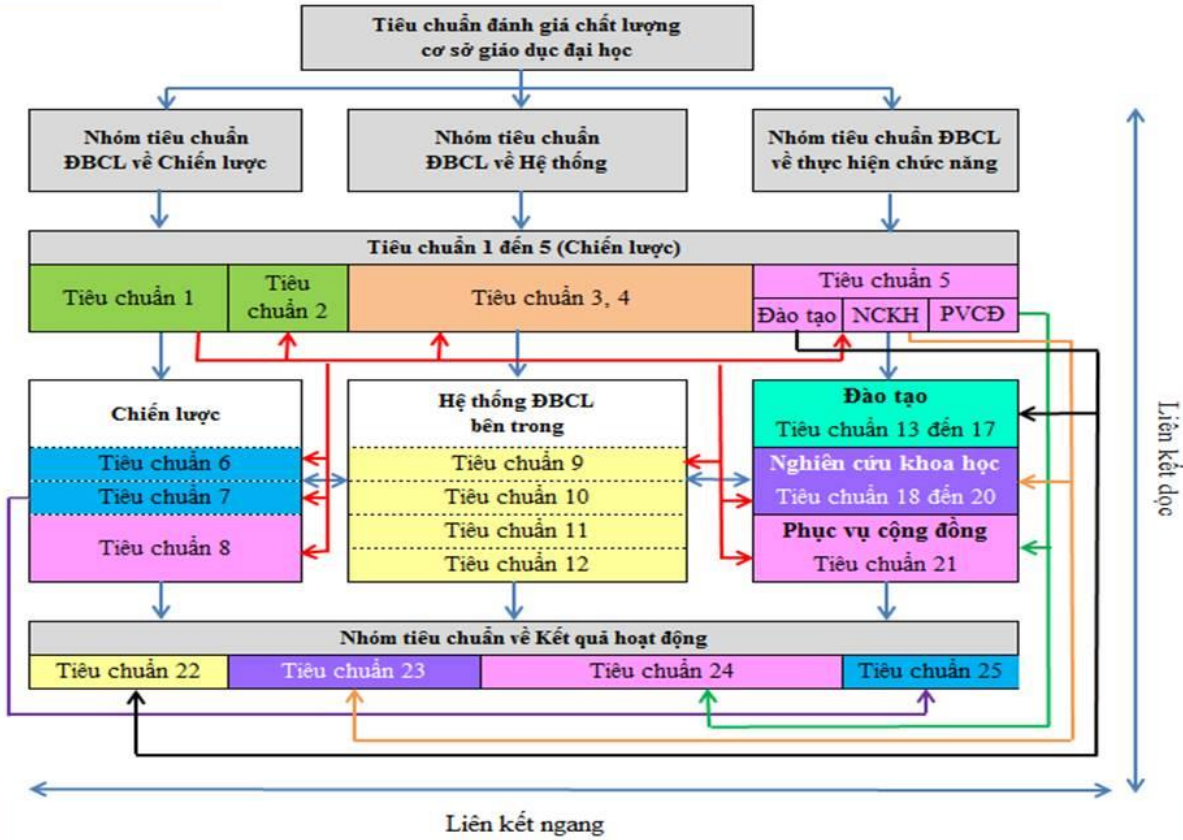 Tiêu chuẩn đánh giá chất lượng
cơ sở giáo dục đại học
Nhóm tiêu chuẩn
ĐBCL về Chiến lược
Nhóm tiêu chuẩn
ĐBCL về Hệ thống
Nhóm tiêu chuẩn ĐBCL
về thực hiện chức năng
Tiêu chuẩn 1 đến 5 (Chiến lược)
Tiêu chuẩn 1
Tiêu
chuẩn 2
Tiêu chuẩn 3, 4
Tiêu chuẩn 5
Đào tạo
NCKH
PVCĐ
Chiến lược
Tiêu chuẩn 6
Tiêu chuẩn 7
Tiêu chuẩn 8
Hệ thống ĐBCL
bên trong
Tiêu chuẩn 9
Tiêu chuẩn 10
Tiêu chuẩn 11
Tiêu chuẩn 12
Đào tạo
Tiêu chuẩn 13 đến 17
Nghiên cứu khoa học
Tiêu chuẩn 18 đến 20
Phục vụ cộng đồng
Tiêu chuẩn 21
Nhóm tiêu chuẩn về Kết quả hoạt động
Tiêu chuẩn 22
Tiêu chuẩn 23
Tiêu chuẩn 24
Tiêu chuẩn 25
Liên kết dọc
Liên kết ngang